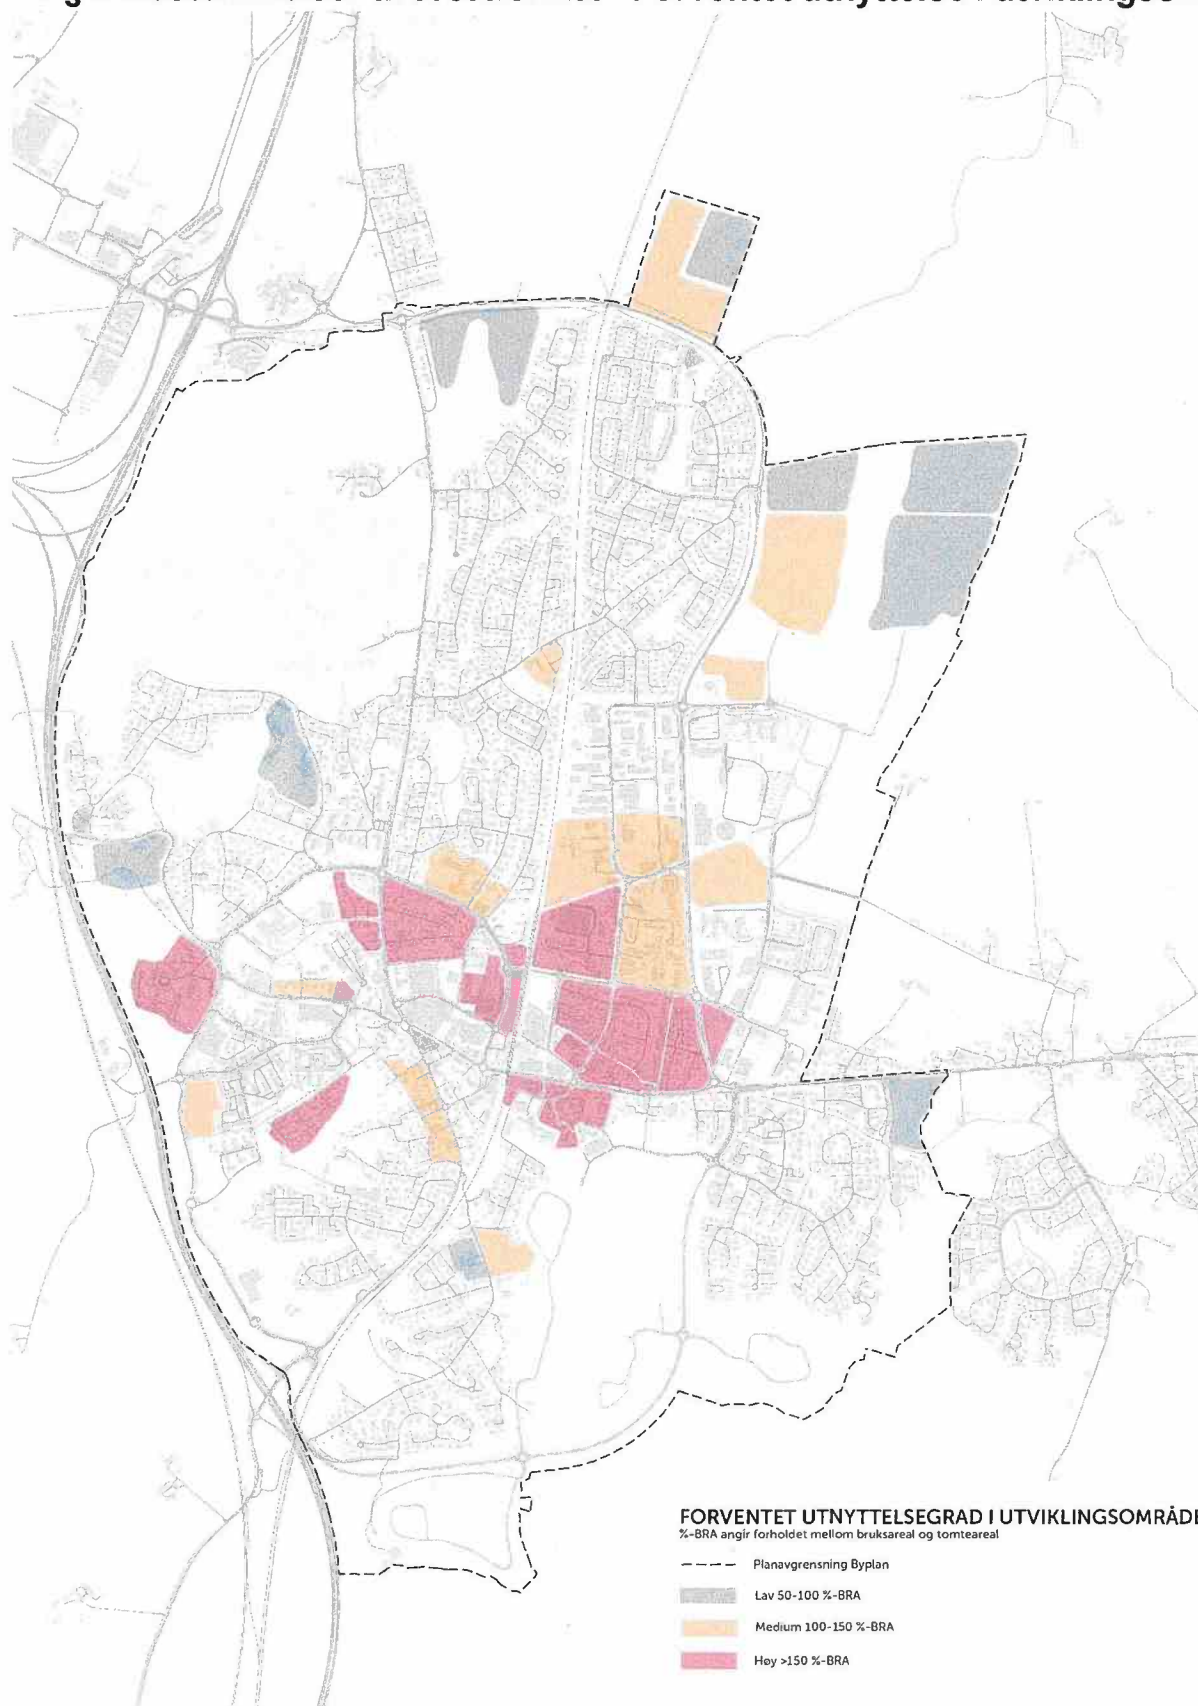 FORVENTET UTNYTTELSEGRAD I UTVIKLINGSOMRÅDE
%-BRA angir forholdet mellom bruksareal og tomteareal
Planavgrensning Byplan
Lav 50-100 %-BRA
Medium 100-150 %-BRA
Høy >150 %-BRA